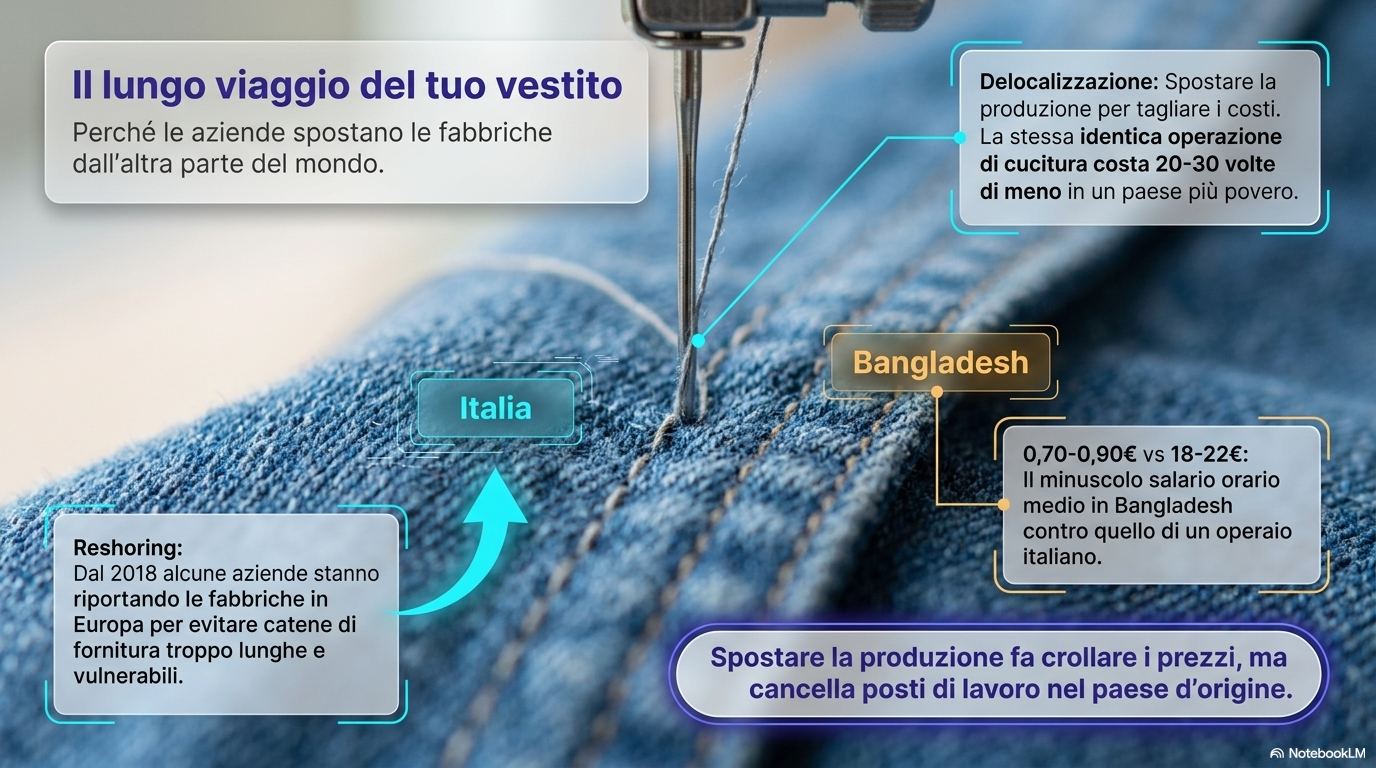 Il lungo viaggio del tuo vestito
Perché le aziende spostano le fabbriche
dall'altra parte del mondo.
Delocalizzazione: Spostare la
produzione per tagliare i costi.
La stessa identica operazione
di cucitura costa 20-30 volte
di meno in un paese più povero.
Italia
Bangladesh
0,70-0,90€ vs 18-22€:
Il minuscolo salario orario
medio in Bangladesh
contro quello di un operaio
italiano.
Reshoring:
Dal 2018 alcune aziende stanno
riportando le fabbriche in
Europa per evitare catene di
fornitura troppo lunghe e
vulnerabili.
Spostare la produzione fa crollare i prezzi, ma
cancella posti di lavoro nel paese d'origine.
NotebookLM